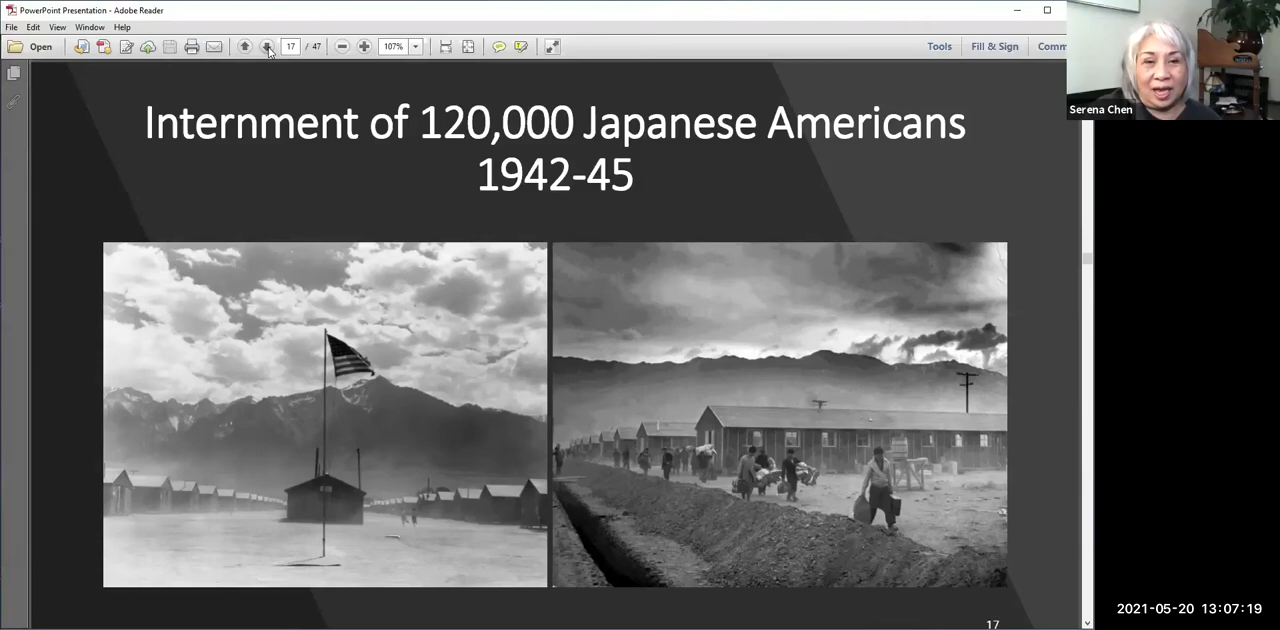 PowerPoint Presentation - Adobe Reader
File Edit View Window Help
Open
17 / 47
107%
Tools
Fill & Sign
Comm
Serena Chen
Internment of 120,000 Japanese Americans
1942-45
17
2021-05-20 13:07:19